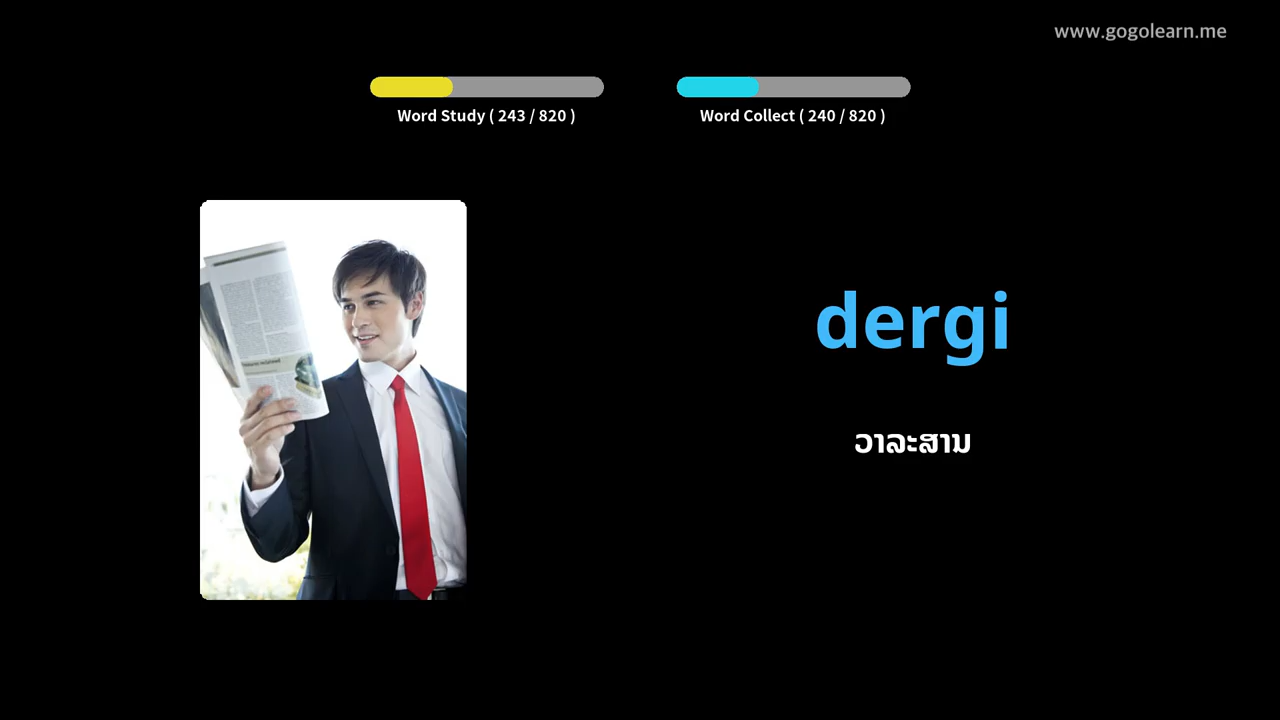 www.gogolearn.me
Word Study ( 243 / 820 )
Word Collect ( 240 / 820 )
dergi
ວາລະສານ